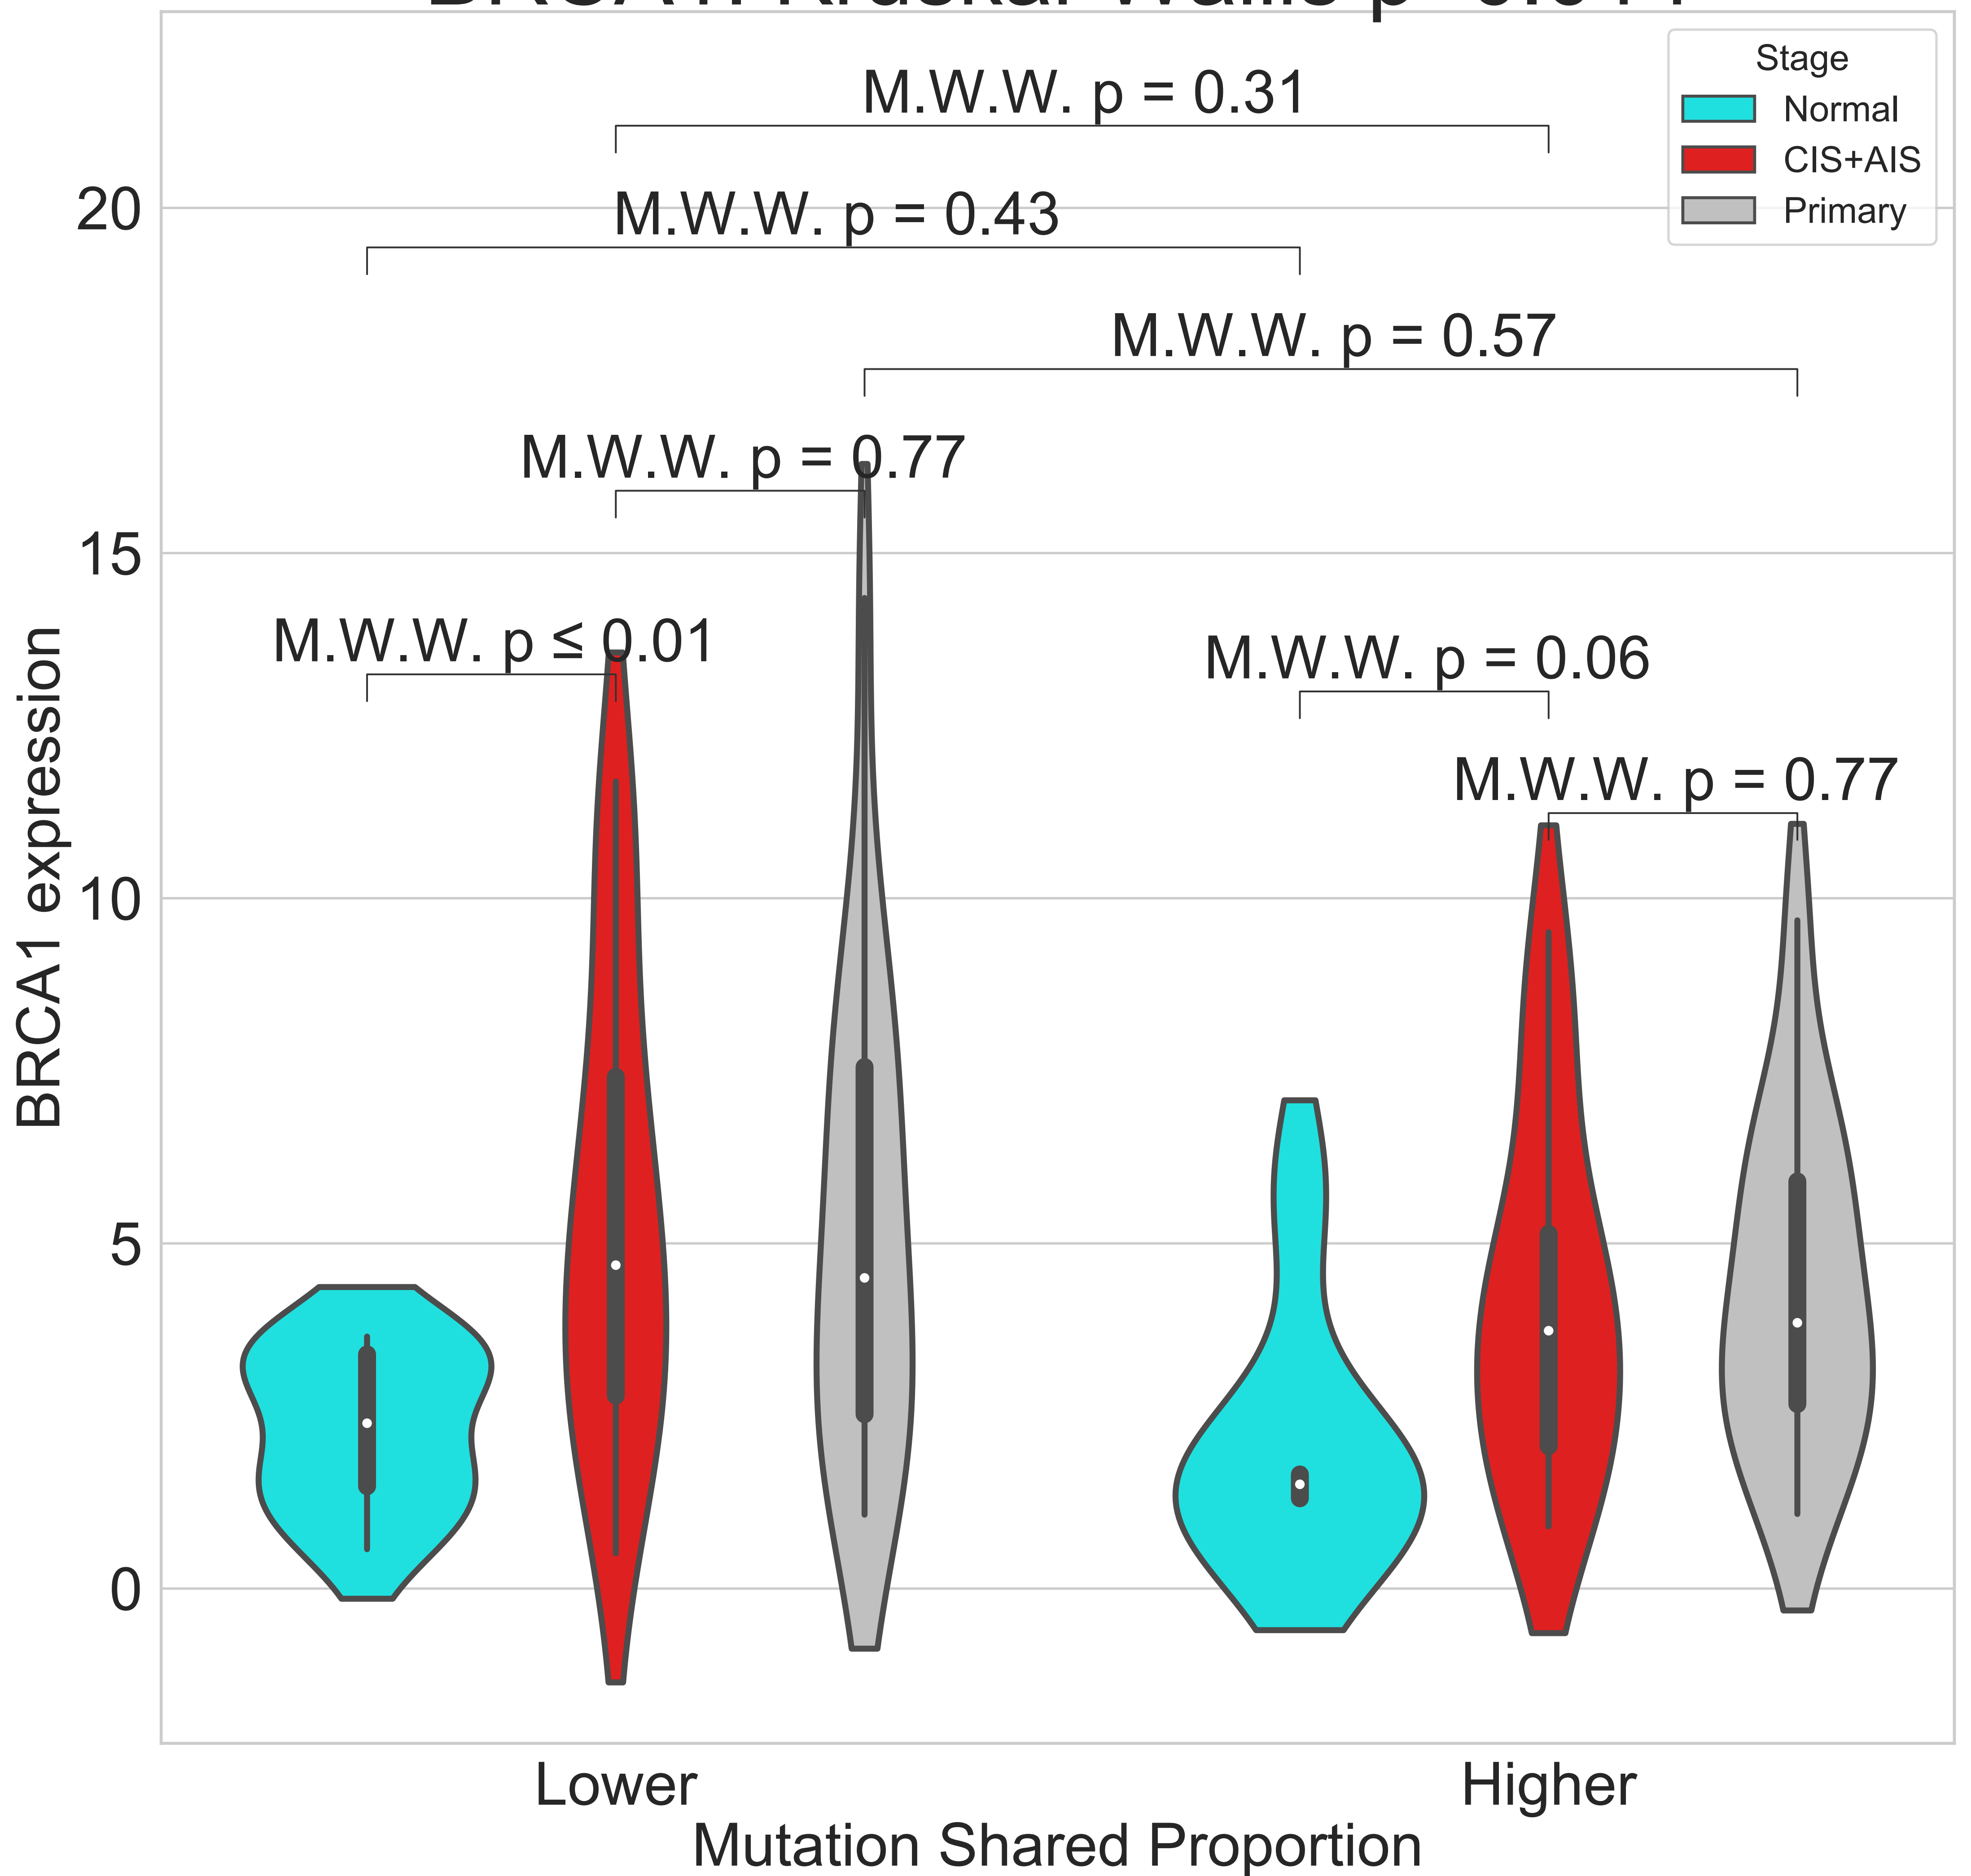 Stage
Normal
CIS+AIS
Primary
M.W.W. p = 0.31
M.W.W. p = 0.43
M.W.W. p = 0.57
M.W.W. p = 0.77
M.W.W. p ≤ 0.01
M.W.W. p = 0.06
M.W.W. p = 0.77
20
15
10
5
0
BRCA1 expression
Lower
Higher
Mutation Shared Proportion